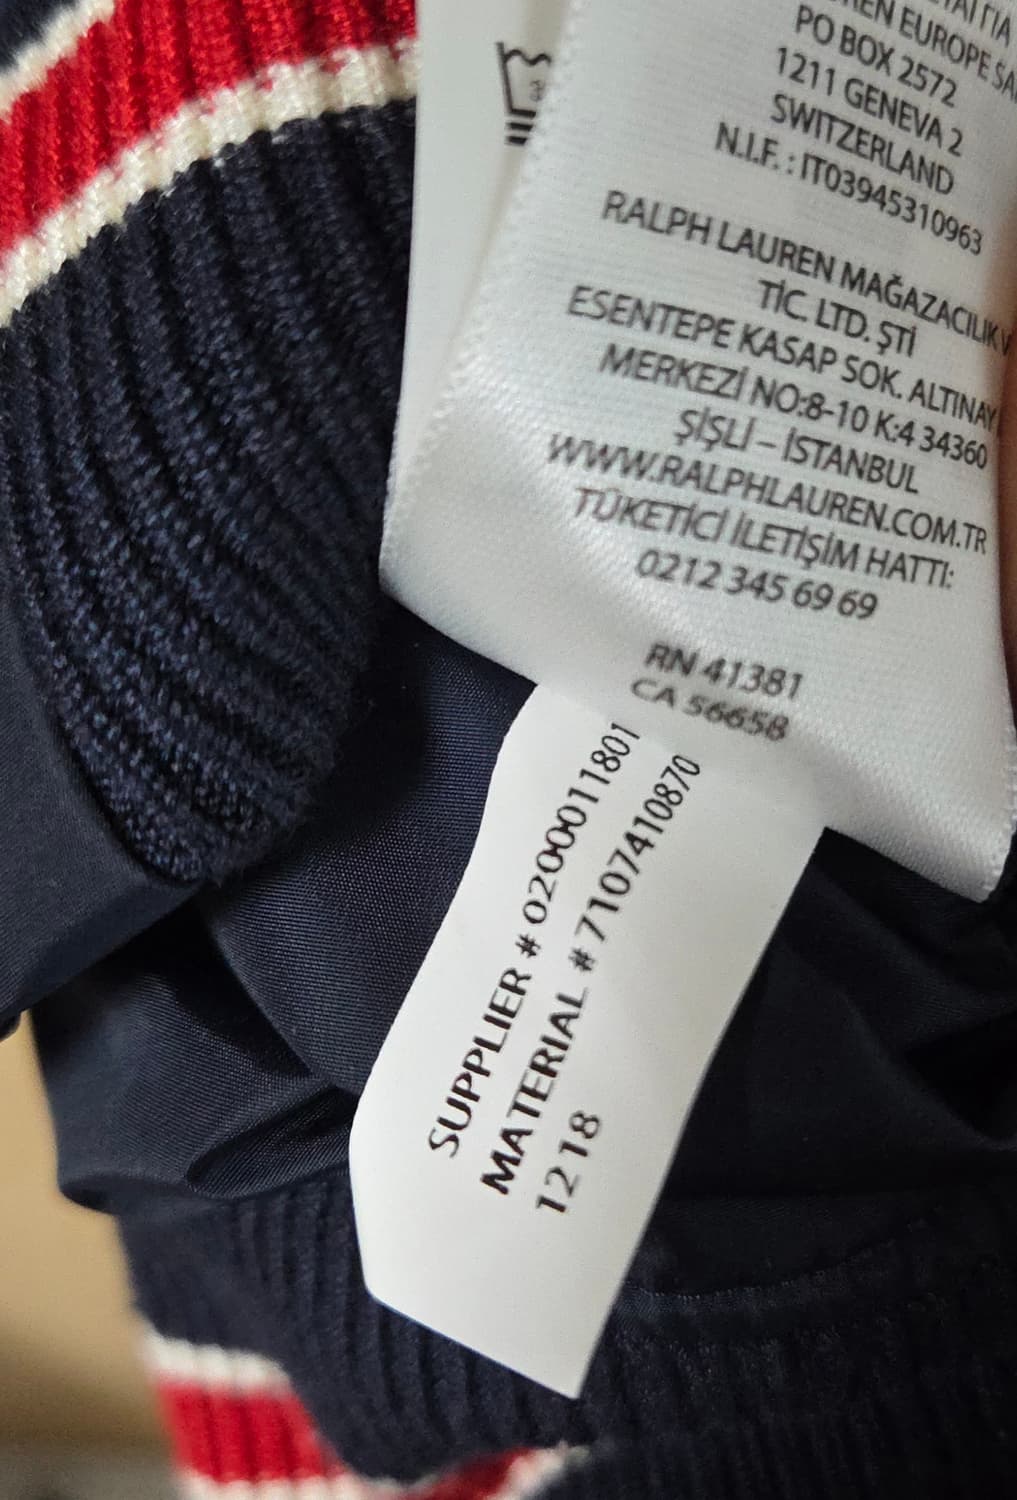 PO BOX 2572
1211 GENEVA 2
SWITZERLAND
N.I.F. : IT03945310963
RALPH LAUREN MAĞAZACILIK
TİC. LTD. ŞTİ
ESENTEPE KASAP SOK. ALTINAY
MERKEZİ NO:8-10 K:4 34360
ŞİŞLİ – İSTANBUL
WWW.RALPHLAUREN.COM.TR
TÜKETİCİ İLETİŞİM HATTI:
0212 345 69 69
RN 41381
CA 56658
SUPPLIER # 0200011801
MATERIAL # 710741087​0
1218